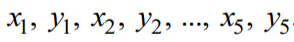 x₁, y₁, x₂, y₂, ..., x₅, y₅.